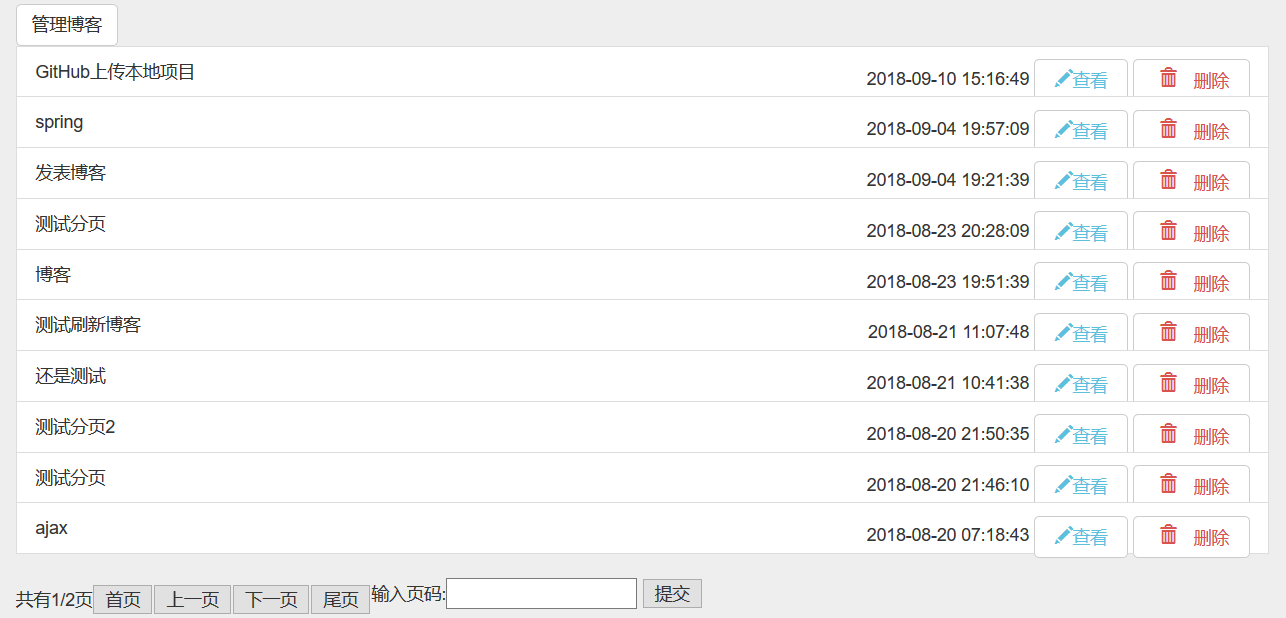 管理博客
GitHub上传本地项目 2018-09-10 15:16:49 查看 删除
spring 2018-09-04 19:57:09 查看 删除
发表博客 2018-09-04 19:21:39 查看 删除
测试分页 2018-08-23 20:28:09 查看 删除
博客 2018-08-23 19:51:39 查看 删除
测试刷新博客 2018-08-21 11:07:48 查看 删除
还是测试 2018-08-21 10:41:38 查看 删除
测试分页2 2018-08-20 21:50:35 查看 删除
测试分页 2018-08-20 21:46:10 查看 删除
ajax 2018-08-20 07:18:43 查看 删除
共有1/2页 首页 上一页 下一页 尾页 输入页码: 提交